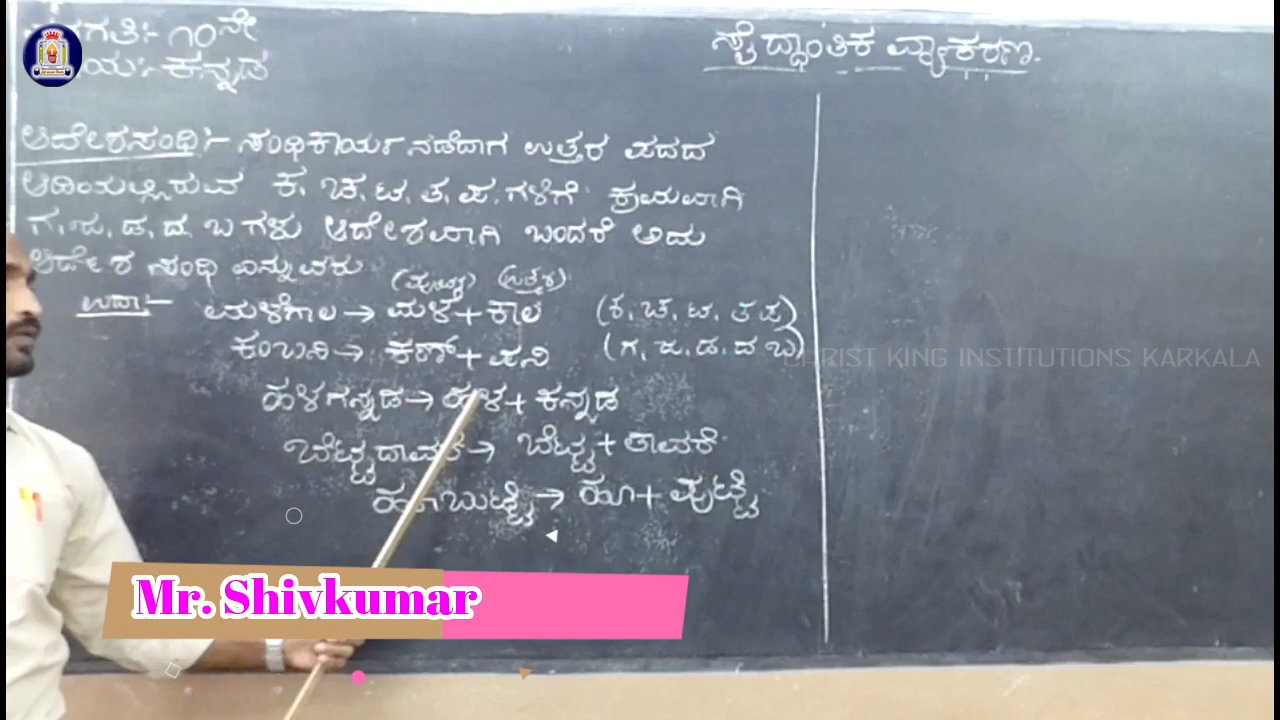 ತರಗತಿ:- ೧೦ನೇ
ವಿಷಯ:- ಕನ್ನಡ
ಸೈದ್ಧಾಂತಿಕ ವ್ಯಾಕರಣ.
ಆದೇಶಸಂಧಿ:- ಸಂಧಿಕಾರ್ಯ ನಡೆದಾಗ ಉತ್ತರ ಪದದ
ಆದಿಯಲ್ಲಿರುವ ಕ, ಚ, ಟ, ತ, ಪ, ಗಳಿಗೆ ಕ್ರಮವಾಗಿ
ಗ, ಜ, ಡ, ದ, ಬ ಗಳು ಆದೇಶವಾಗಿ ಬಂದರೆ ಅದು
ಆದೇಶ ಸಂಧಿ ಎನ್ನುವರು
(ಪೂರ್ವ) (ಉತ್ತರ)
ಉದಾ:- ಮಳೆಗಾಲ → ಮಳೆ + ಕಾಲ (ಕ, ಚ, ಟ, ತ ಪ)
ಕಂಬನಿ → ಕಣ್ + ಪನಿ (ಗ, ಜ, ಡ, ದ ಬ)
ಹಳಗನ್ನಡ → ಹಳ + ಕನ್ನಡ
ಬೆಟ್ಟದಾವರೆ → ಬೆಟ್ಟ + ತಾವರೆ
ಹೂಬುಟ್ಟಿ → ಹೂ + ಪುಟ್ಟಿ
CHRIST KING INSTITUTIONS KARKALA
Mr. Shivkumar